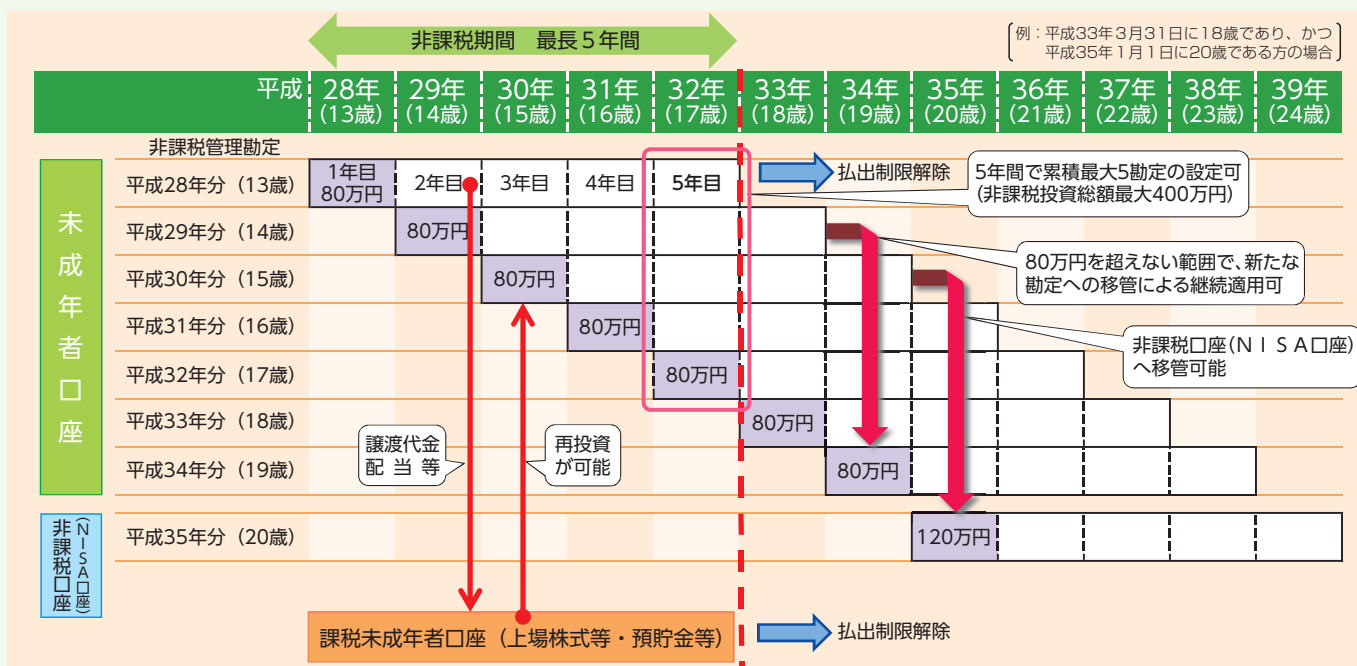 非課税期間 最長5年間
例：平成33年3月31日に18歳であり、かつ
平成35年1月1日に20歳である方の場合
平成 28年 29年 30年 31年 32年 33年 34年 35年 36年 37年 38年 39年
(13歳) (14歳) (15歳) (16歳) (17歳) (18歳) (19歳) (20歳) (21歳) (22歳) (23歳) (24歳)
非課税管理勘定
未成年者口座
平成28年分（13歳）
1年目
80万円
2年目 3年目 4年目 5年目
払出制限解除
5年間で累積最大5勘定の設定可
(非課税投資総額最大400万円)
平成29年分（14歳） 80万円
80万円を超えない範囲で、新たな
勘定への移管による継続適用可
平成30年分（15歳） 80万円
平成31年分（16歳） 80万円
非課税口座(ＮＩＳＡ口座)
へ移管可能
平成32年分（17歳） 80万円
平成33年分（18歳） 80万円
譲渡代金
配当等
再投資
が可能
平成34年分（19歳） 80万円
非課税口座
(ＮＩＳＡ口座)
平成35年分（20歳） 120万円
課税未成年者口座（上場株式等・預貯金等）
払出制限解除